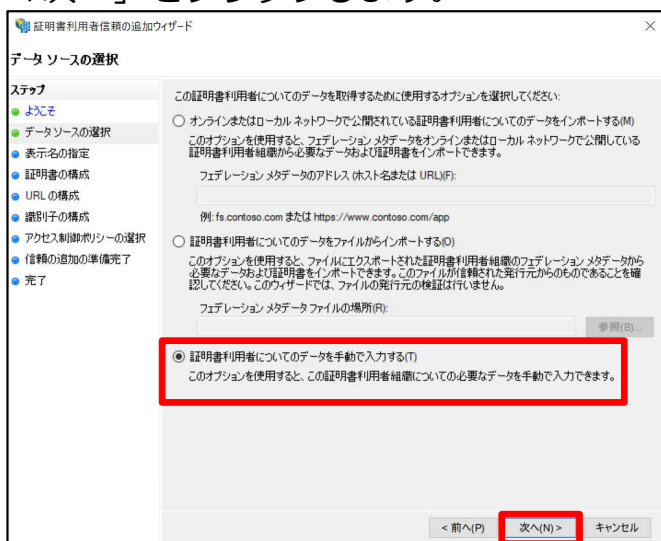 」をクリックします。
証明書利用者信頼の追加ウィザード
データ ソースの選択
ステップ
ようこそ
データ ソースの選択
表示名の指定
証明書の構成
URL の構成
識別子の構成
アクセス制御ポリシーの選択
信頼の追加の準備完了
完了
この証明書利用者についてのデータを取得するために使用するオプションを選択してください:
オンラインまたはローカル ネットワークで公開されている証明書利用者についてのデータをインポートする(M)
このオプションを使用すると、フェデレーション メタデータをオンラインまたはローカル ネットワークで公開している
証明書利用者組織から必要なデータおよび証明書をインポートできます。
フェデレーション メタデータのアドレス (ホスト名または URL)(F):
例: fs.contoso.com または https://www.contoso.com/app
証明書利用者についてのデータをファイルからインポートする(O)
このオプションを使用すると、ファイルにエクスポートされた証明書利用者組織のフェデレーション メタデータから
必要なデータおよび証明書をインポートできます。このファイルが信頼された発行元からのものであることを確
認してください。このウィザードでは、ファイルの発行元の検証は行いません。
フェデレーション メタデータ ファイルの場所(R):
参照(B)...
証明書利用者についてのデータを手動で入力する(T)
このオプションを使用すると、この証明書利用者組織についての必要なデータを手動で入力できます。
< 前へ(P)
次へ(N) >
キャンセル